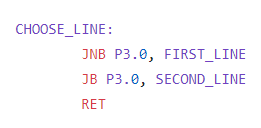 CHOOSE_LINE:
JNB P3.0, FIRST_LINE
JB P3.0, SECOND_LINE
RET